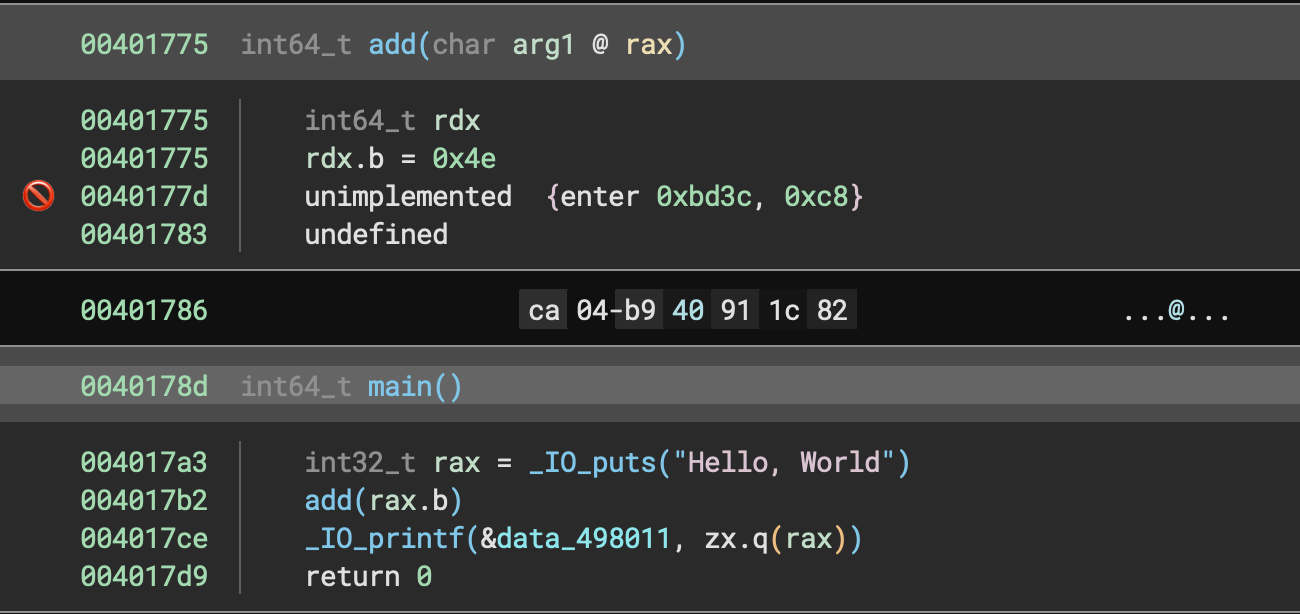 00401775 int64_t add(char arg1 @ rax)
00401775 int64_t rdx
00401775 rdx.b = 0x4e
0040177d unimplemented {enter 0xbd3c, 0xc8}
00401783 undefined
00401786 ca 04-b9 40 91 1c 82 ...@...
0040178d int64_t main()
004017a3 int32_t rax = _IO_puts("Hello, World")
004017b2 add(rax.b)
004017ce _IO_printf(&data_498011, zx.q(rax))
004017d9 return 0